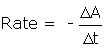 Rate = - ΔA/Δt